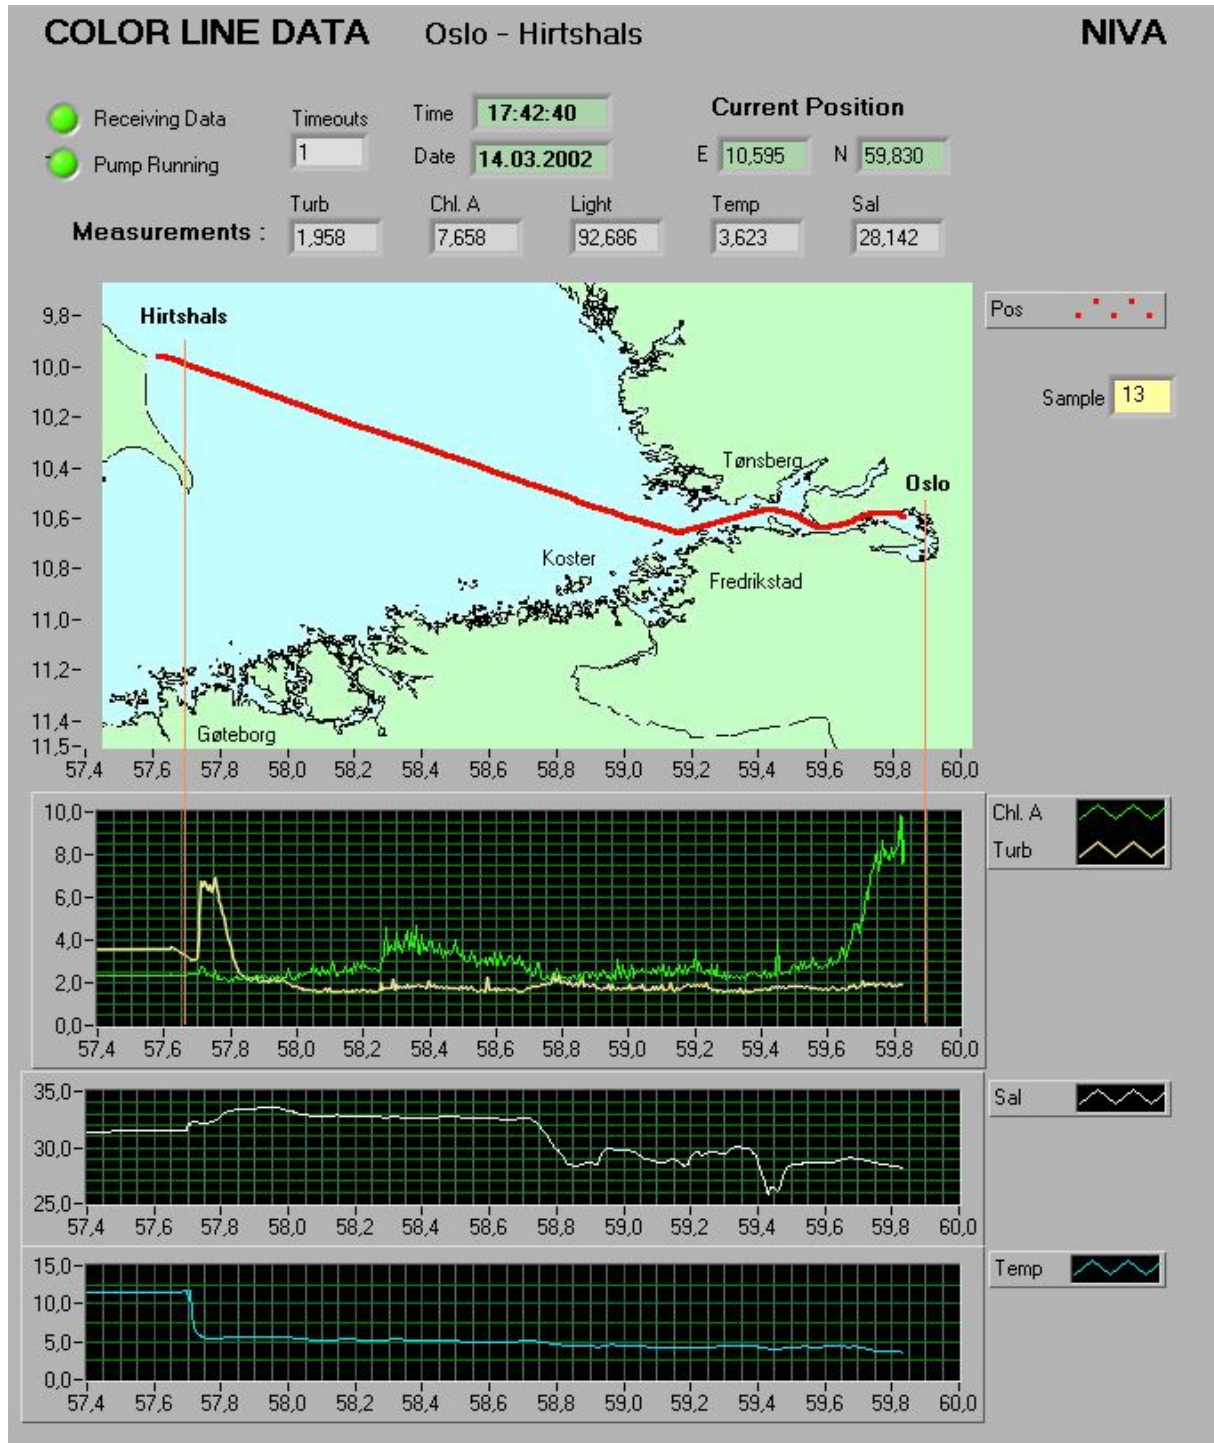 COLOR LINE DATA Oslo - Hirtshals NIVA
Receiving Data Timeouts Time 17:42:40 Current Position
Pump Running 1 Date 14.03.2002 E 10,595 N 59,830
Turb Chl. A Light Temp Sal
Measurements : 1,958 7,658 92,686 3,623 28,142
9,8
10,0
10,2
10,4
10,6
10,8
11,0
11,2
11,4
11,5
Hirtshals
Tønsberg
Oslo
Koster
Fredrikstad
Gøteborg
57,4 57,6 57,8 58,0 58,2 58,4 58,6 58,8 59,0 59,2 59,4 59,6 59,8 60,0
Pos
Sample 13
10,0
8,0
6,0
4,0
2,0
0,0
57,4 57,6 57,8 58,0 58,2 58,4 58,6 58,8 59,0 59,2 59,4 59,6 59,8 60,0
Chl. A
Turb
35,0
30,0
25,0
57,4 57,6 57,8 58,0 58,2 58,4 58,6 58,8 59,0 59,2 59,4 59,6 59,8 60,0
Sal
15,0
10,0
5,0
0,0
57,4 57,6 57,8 58,0 58,2 58,4 58,6 58,8 59,0 59,2 59,4 59,6 59,8 60,0
Temp